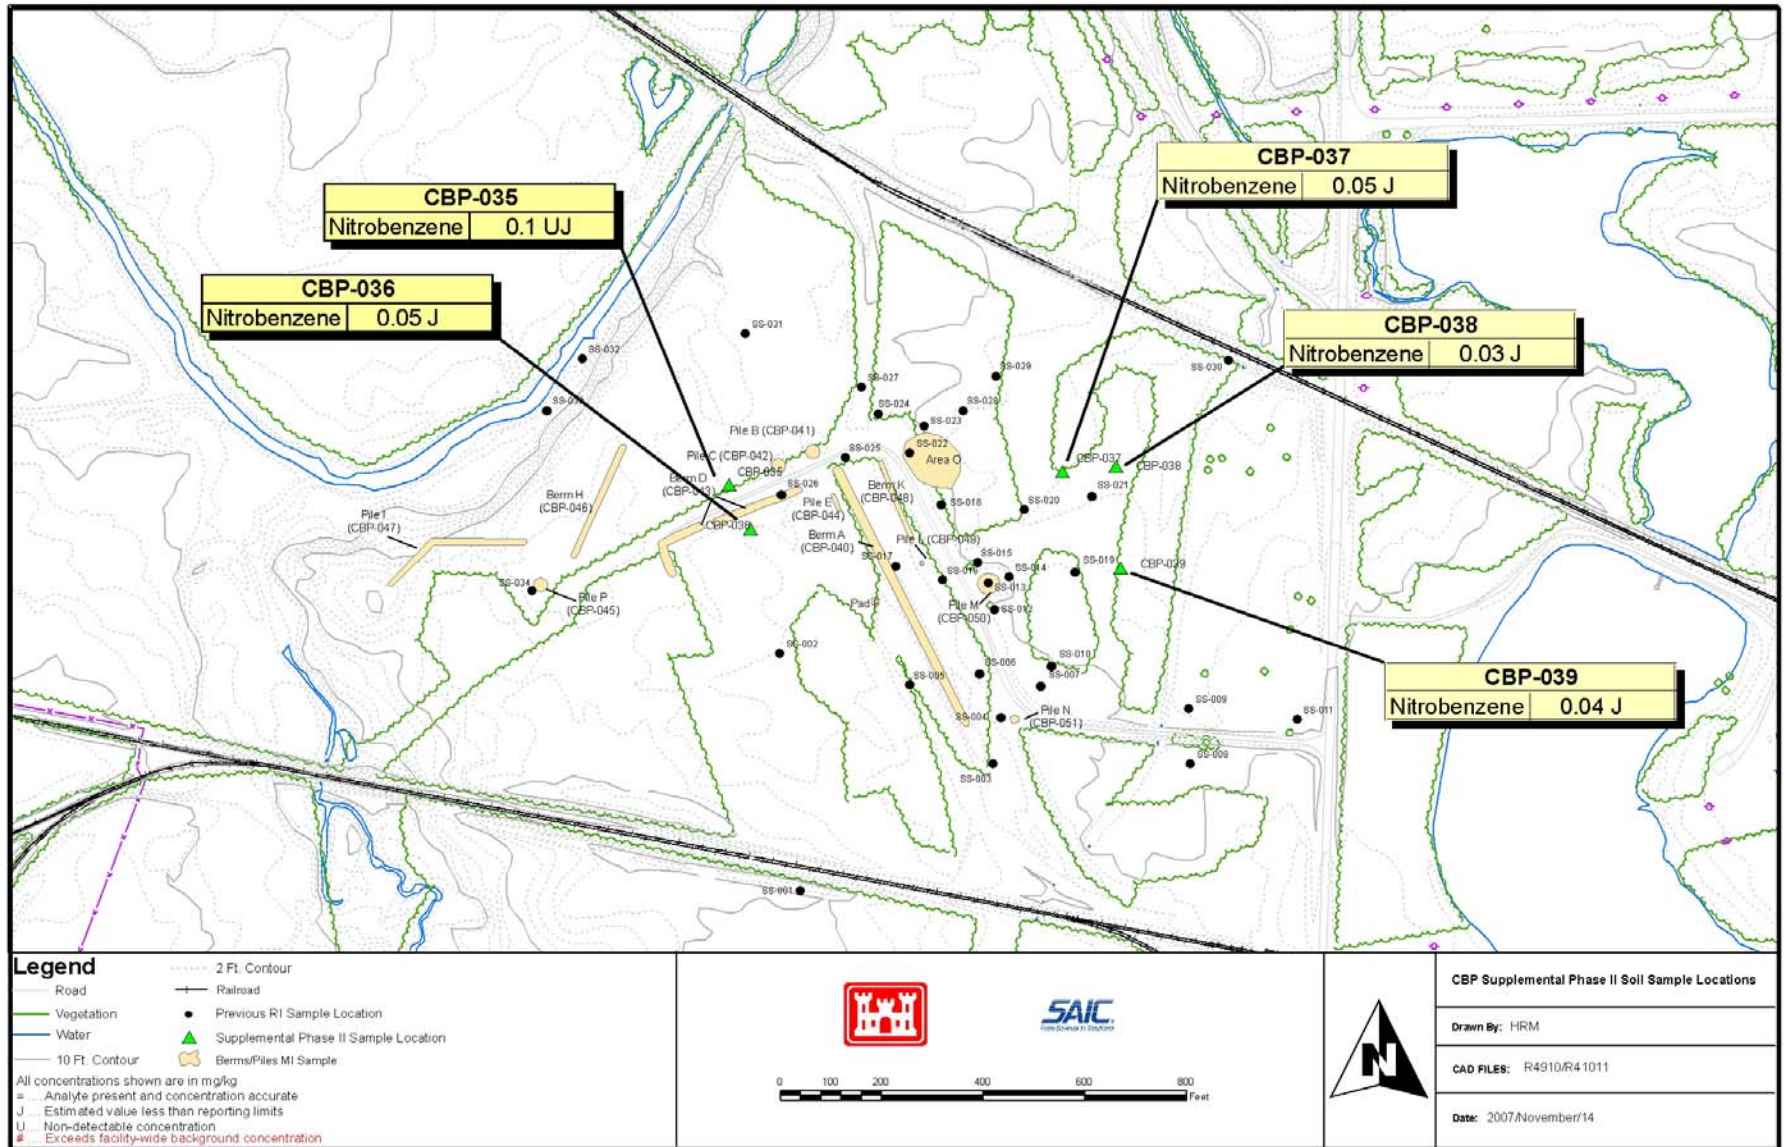 CBP-037
Nitrobenzene 0.05 J
CBP-035
Nitrobenzene 0.1 UJ
CBP-036
Nitrobenzene 0.05 J
CBP-038
Nitrobenzene 0.03 J
SS-031
SS-032
SS-029
SS-030
SS-027
SS-024
SS-028
SS-023
SS-022
Area O
Pile B (CBP-041)
SS-025
Pile C (CBP-042)
CBP-035
Berm D
(CBP-043)
SS-026
CBP-037
CBP-038
SS-021
Berm H
(CBP-046)
Pile E
(CBP-044)
Berm K
(CBP-048)
SS-018
SS-020
Pile I
(CBP-047)
CBP-036
Berm A
(CBP-040)
Pile L (CBP-049)
SS-017
SS-015
SS-016
SS-014
SS-013
SS-019
CBP-039
SS-034
Pile P
(CBP-045)
Pad
Pile M
(CBP-050)
SS-012
SS-002
SS-006
SS-010
SS-005
SS-007
CBP-039
Nitrobenzene 0.04 J
SS-004
Pile N
(CBP-051)
SS-009
SS-011
SS-003
SS-008
SS-001
Legend
Road
Vegetation
Water
10 Ft. Contour
2 Ft. Contour
Railroad
Previous RI Sample Location
Supplemental Phase II Sample Location
Berms/Piles MI Sample
All concentrations shown are in mg/kg
= .... Analyte present and concentration accurate
J .... Estimated value less than reporting limits
U .... Non-detectable concentration
# .... Exceeds facility-wide background concentration
SAIC
From Science to Solutions
0 100 200 400 600 800
Feet
N
CBP Supplemental Phase II Soil Sample Locations
Drawn By: HRM
CAD FILES: R4910/R41011
Date: 2007/November/14